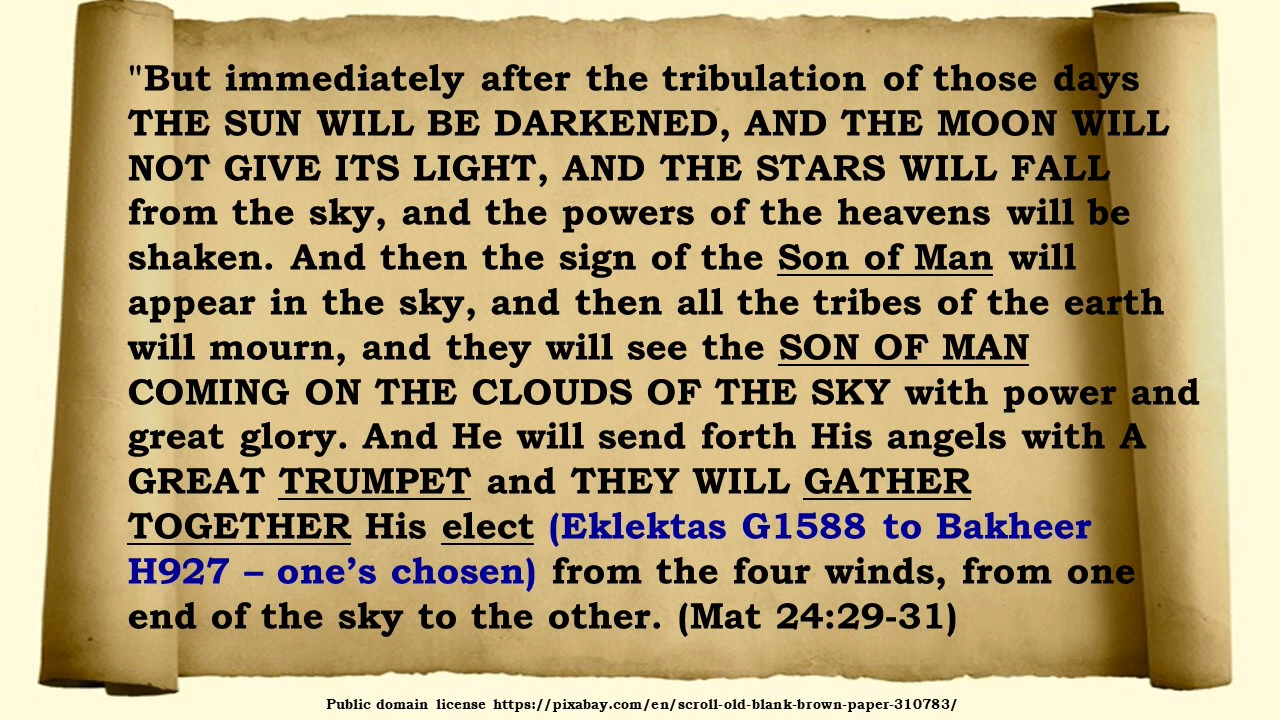 "But immediately after the tribulation of those days
THE SUN WILL BE DARKENED, AND THE MOON WILL
NOT GIVE ITS LIGHT, AND THE STARS WILL FALL
from the sky, and the powers of the heavens will be
shaken. And then the sign of the Son of Man will
appear in the sky, and then all the tribes of the earth
will mourn, and they will see the SON OF MAN
COMING ON THE CLOUDS OF THE SKY with power and
great glory. And He will send forth His angels with A
GREAT TRUMPET and THEY WILL GATHER
TOGETHER His elect (Eklektas G1588 to Bakheer
H927 – one’s chosen) from the four winds, from one
end of the sky to the other. (Mat 24:29-31)
Public domain license https://pixabay.com/en/scroll-old-blank-brown-paper-310783/